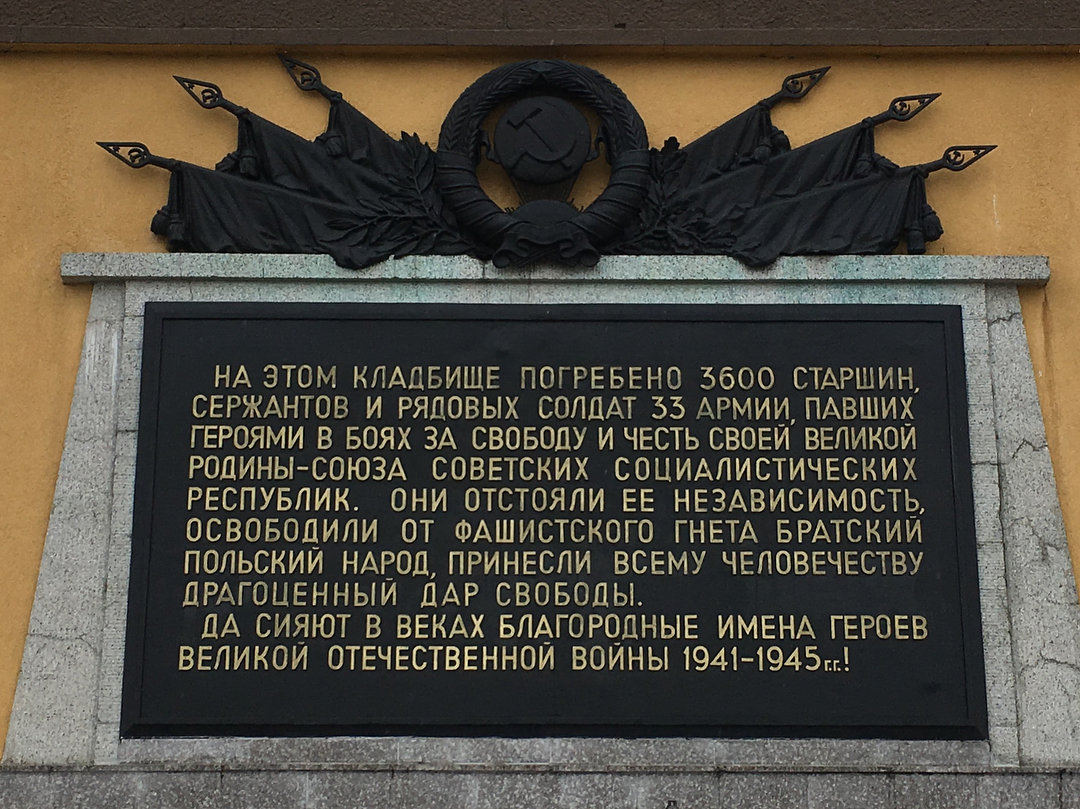 НА ЭТОМ КЛАДБИЩЕ ПОГРЕБЕНО 3600 СТАРШИН,
СЕРЖАНТОВ И РЯДОВЫХ СОЛДАТ 33 АРМИИ, ПАВШИХ
ГЕРОЯМИ В БОЯХ ЗА СВОБОДУ И ЧЕСТЬ СВОЕЙ ВЕЛИКОЙ
РОДИНЫ-СОЮЗА СОВЕТСКИХ СОЦИАЛИСТИЧЕСКИХ
РЕСПУБЛИК. ОНИ ОТСТОЯЛИ ЕЕ НЕЗАВИСИМОСТЬ,
ОСВОБОДИЛИ ОТ ФАШИСТСКОГО ГНЕТА БРАТСКИЙ
ПОЛЬСКИЙ НАРОД, ПРИНЕСЛИ ВСЕМУ ЧЕЛОВЕЧЕСТВУ
ДРАГОЦЕННЫЙ ДАР СВОБОДЫ.
ДА СИЯЮТ В ВЕКАХ БЛАГОРОДНЫЕ ИМЕНА ГЕРОЕВ
ВЕЛИКОЙ ОТЕЧЕСТВЕННОЙ ВОЙНЫ 1941-1945 г.г.!